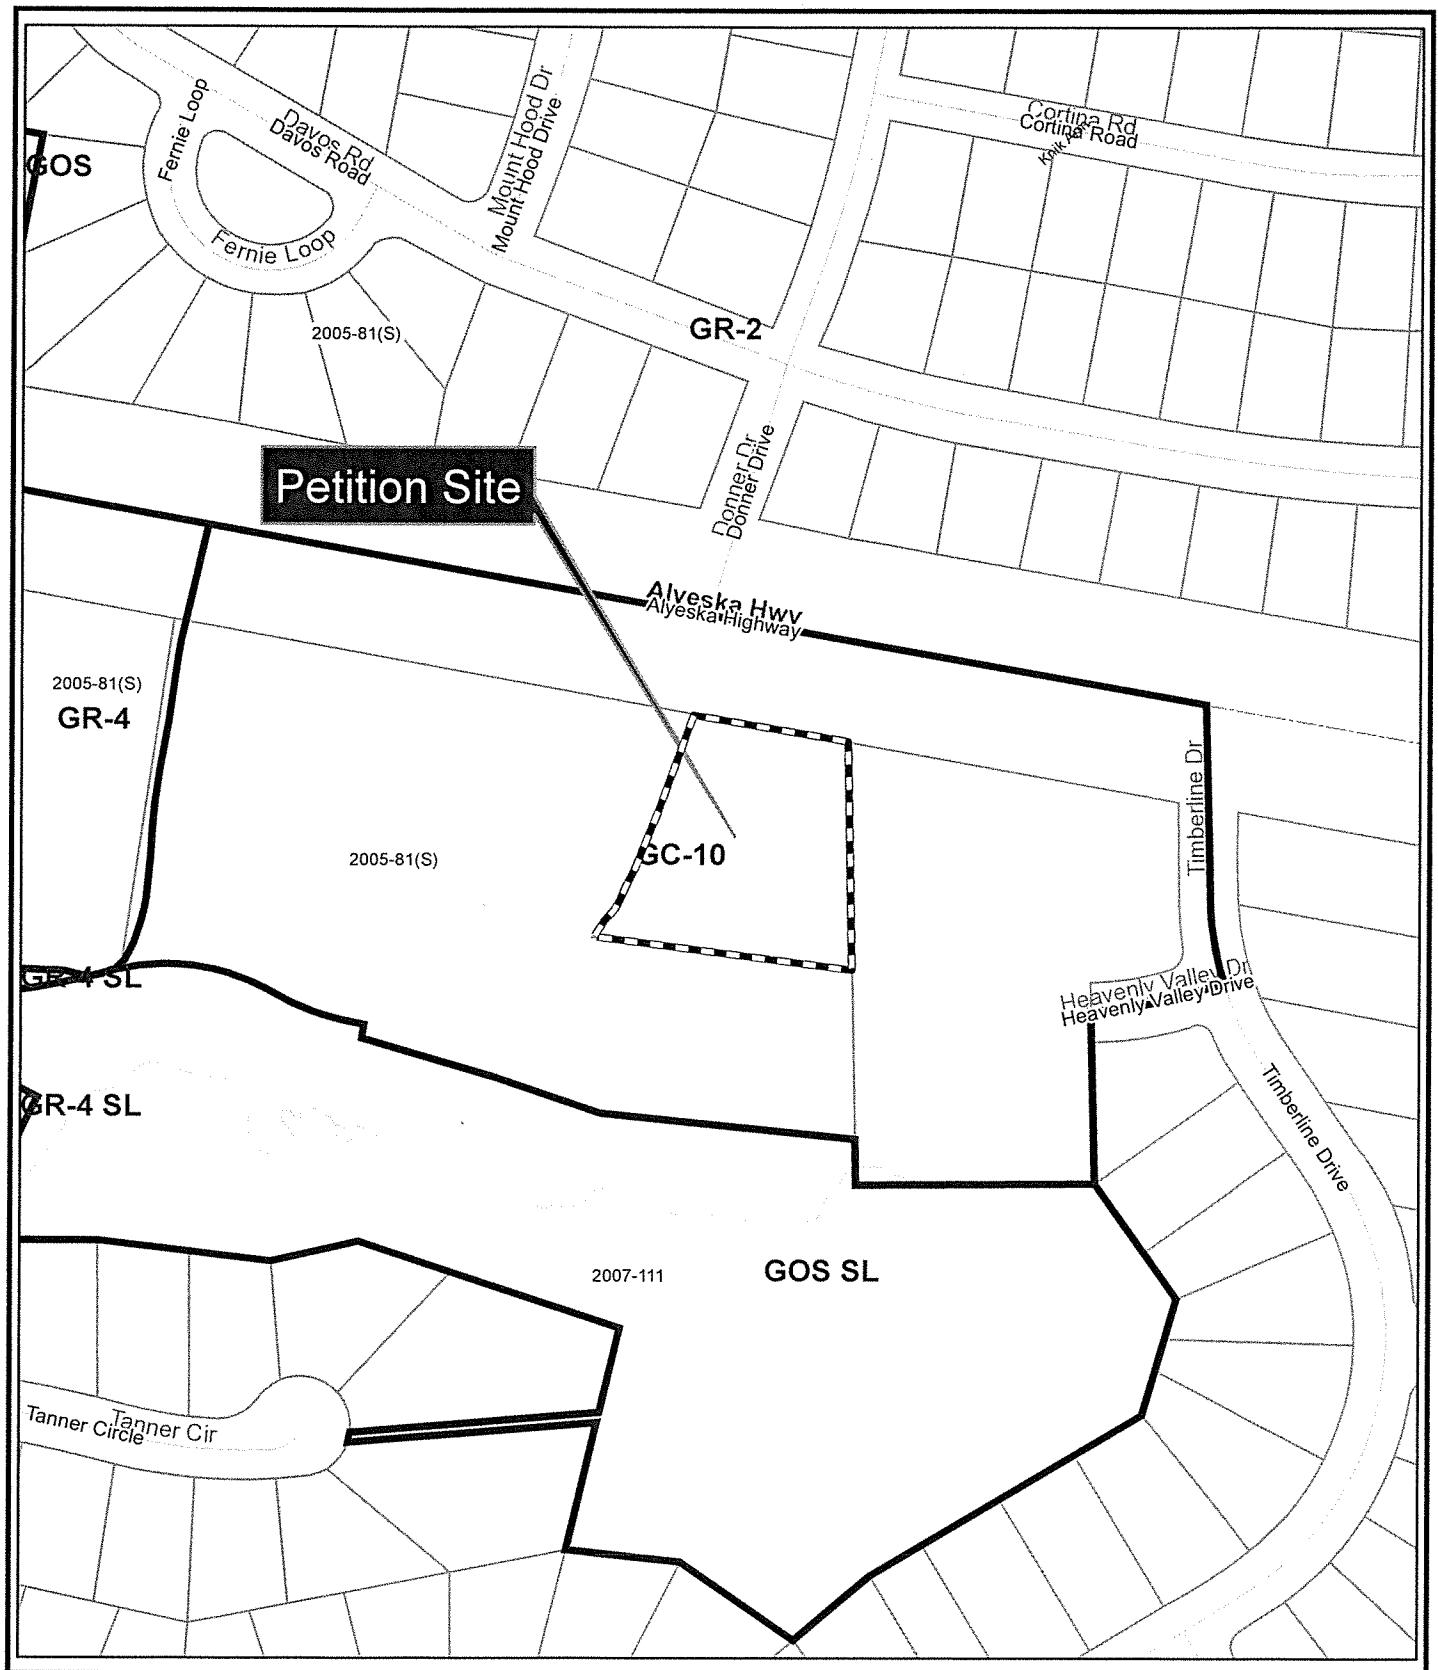 Cortina Rd
Cortina Road
Knik Arm
Mount Hood Dr
Mount Hood Drive
Fernie Loop
Davos Rd
Davos Road
GOS
Fernie Loop
2005-81(S)
GR-2
Donner Dr
Donner Drive
Petition Site
Alyeska Hwy
Alyeska Highway
2005-81(S)
GR-4
Timberline Dr
2005-81(S)
GC-10
GR-4 SL
Heavenly Valley Dr
Heavenly Valley Drive
GR-4 SL
Timberline Drive
2007-111
GOS SL
Tanner Cir
Tanner Circle